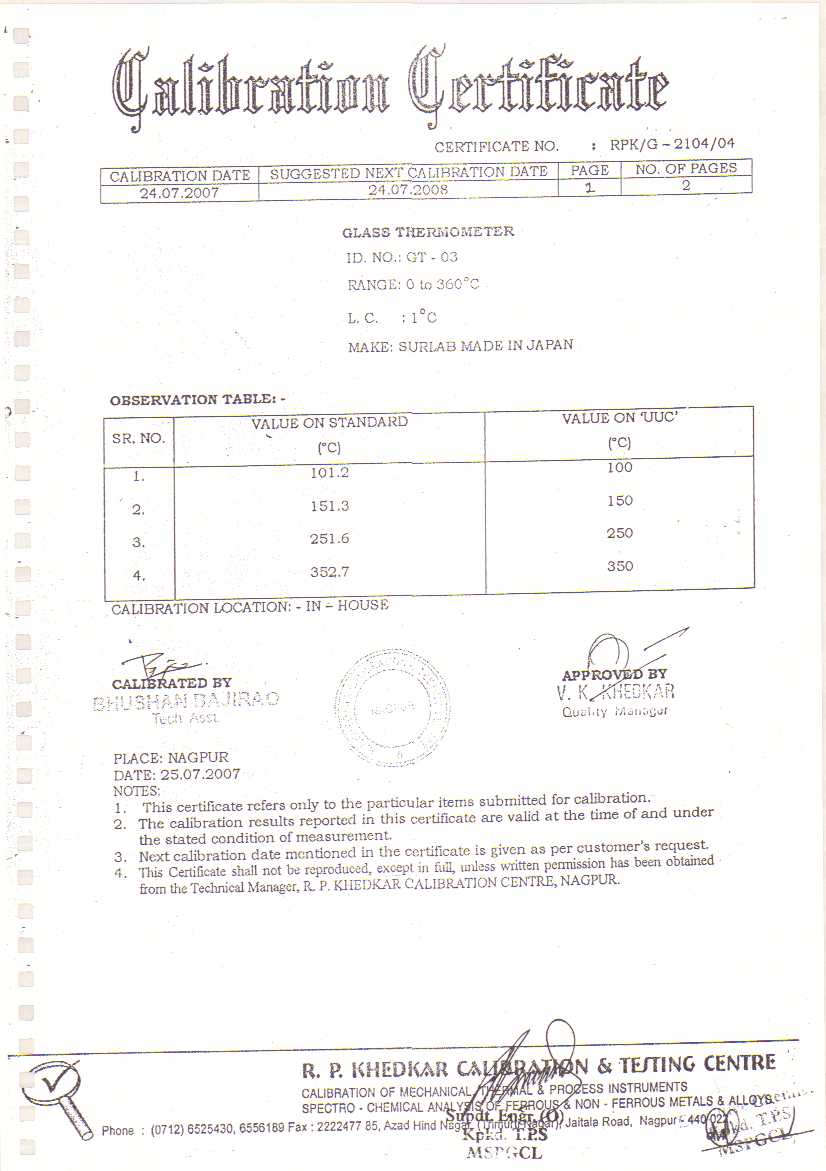 Calibration Certificate
CERTIFICATE NO. : RPK/G – 2104/04
CALIBRATION DATE SUGGESTED NEXT CALIBRATION DATE PAGE NO. OF PAGES
24.07.2007 24.07.2008 2
GLASS THERMOMETER
ID. NO.: GT - 03
RANGE: 0 to 360°C
L. C. : 1°C
MAKE: SURLAB MADE IN JAPAN
OBSERVATION TABLE: -
SR. NO. VALUE ON STANDARD (°C) VALUE ON ‘UUC’ (°C)
1. 101.2 100
2. 151.3 150
3. 251.6 250
4. 352.7 350
CALIBRATION LOCATION: - IN – HOUSE
CALIBRATED BY APPROVED BY
BHUSHAN BAJIRAO V. K. KHEDKAR
Tech Asst. Quality Manager
PLACE: NAGPUR
DATE: 25.07.2007
NOTES:
1. This certificate refers only to the particular items submitted for calibration.
2. The calibration results reported in this certificate are valid at the time of and under
the stated condition of measurement.
3. Next calibration date mentioned in the certificate is given as per customer's request.
4. This Certificate shall not be reproduced, except in full, unless written permission has been obtained
from the Technical Manager, R. P. KHEDKAR CALIBRATION CENTRE, NAGPUR.
R. P. KHEDKAR CALIBRATION & TESTING CENTRE
CALIBRATION OF MECHANICAL, THERMAL & PROCESS INSTRUMENTS
SPECTRO - CHEMICAL ANALYSIS OF FERROUS & NON - FERROUS METALS & ALLOYS.
Phone : (0712) 6525430, 6556189 Fax : 2222477 85, Azad Hind Nagar, (Trimurti Nagar) Jaitala Road, Nagpur - 440 022
Supdt. Engr. (O)
Kpkd. T.P.S
MSPGCL
Kpkd. T.P.S
MSPGCL